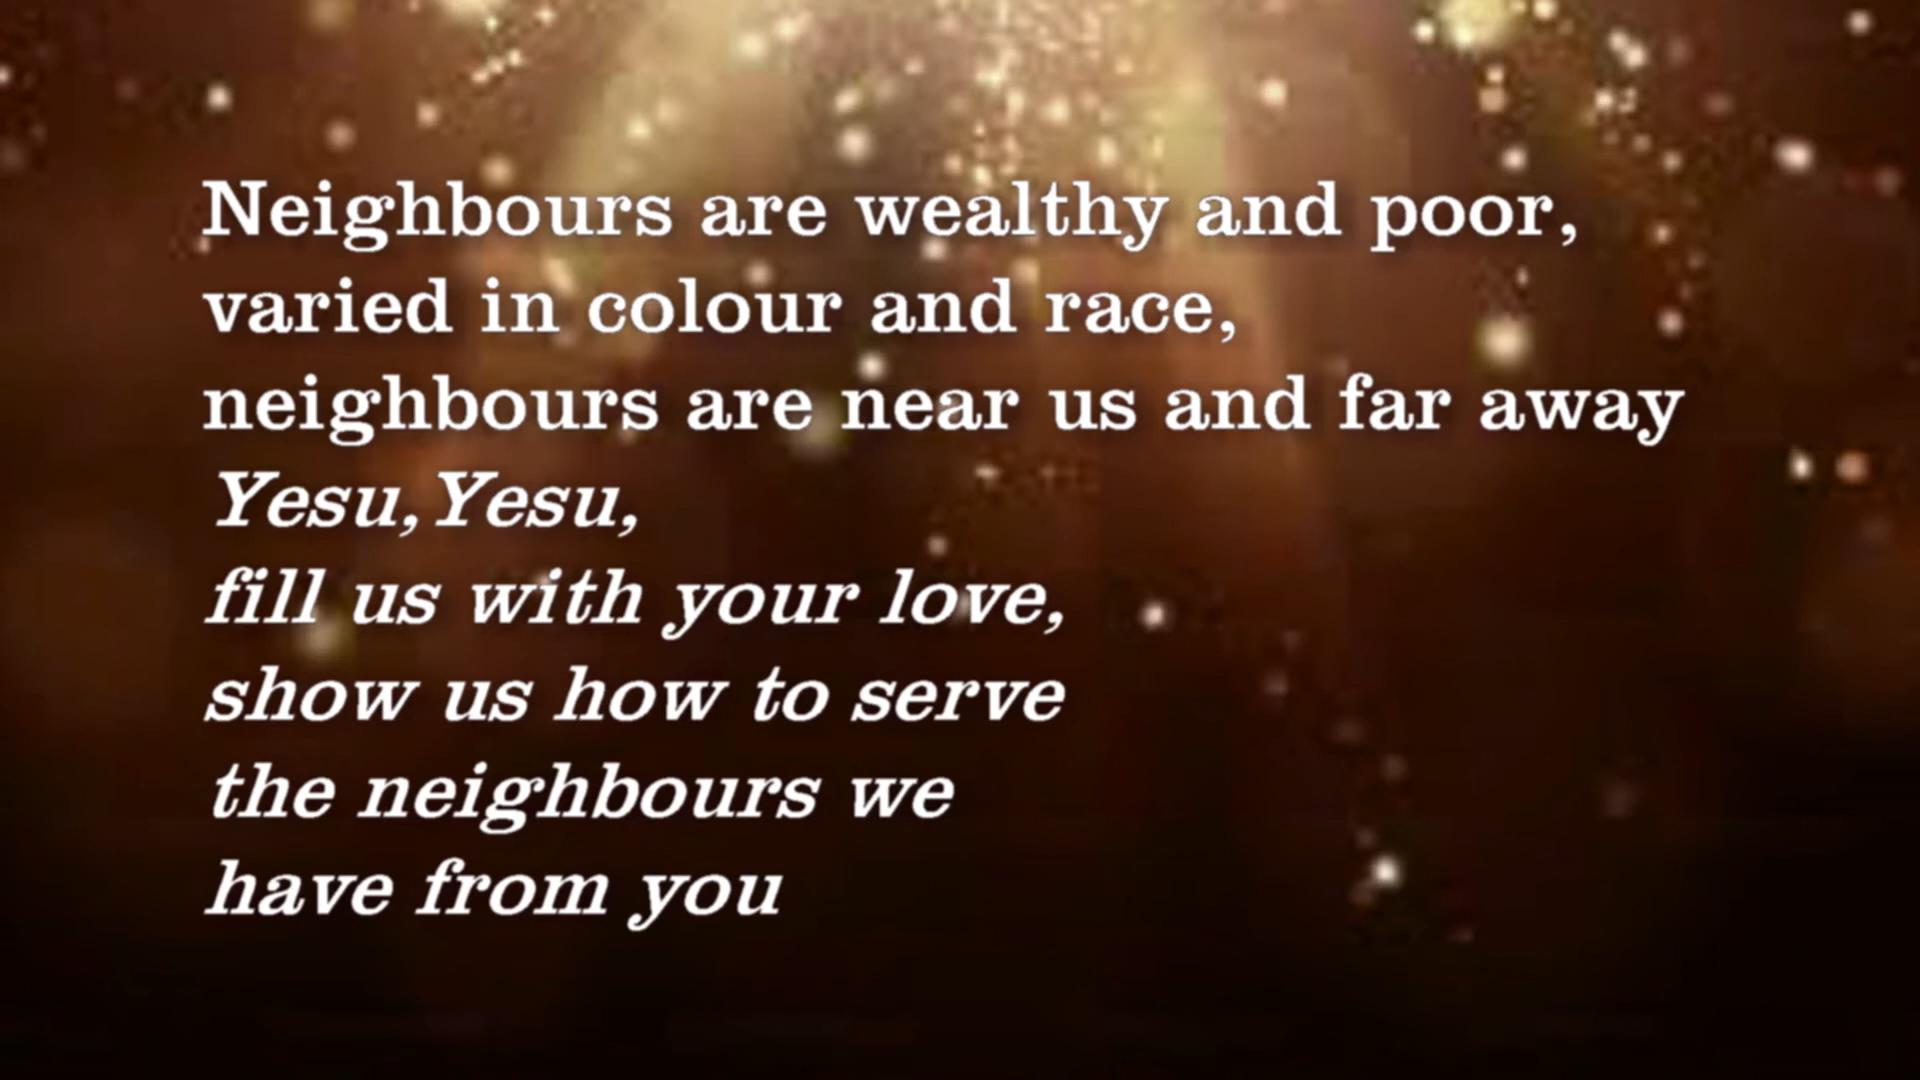 Neighbours are wealthy and poor,
varied in colour and race,
neighbours are near us and far away
Yesu, Yesu,
fill us with your love,
show us how to serve
the neighbours we
have from you